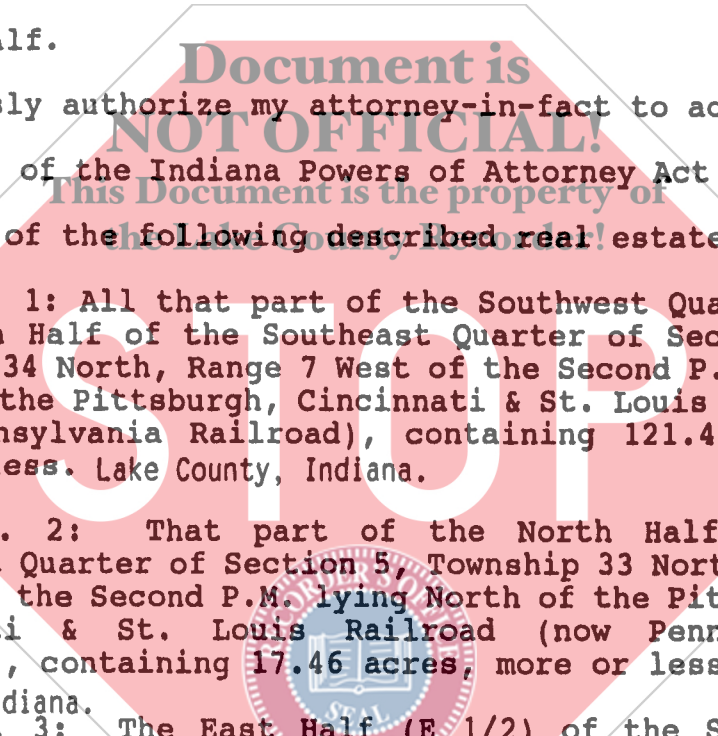 alf.
Document is
sly authorize my attorney-in-fact to ac
NOT OFFICIAL!
of the Indiana Powers of Attorney Act
This Document is the property of
of the following described real estate
the Lake County Recorder!
1: All that part of the Southwest Qua
Half of the Southeast Quarter of Sec
34 North, Range 7 West of the Second P.
the Pittsburgh, Cincinnati & St. Louis
nsylvania Railroad), containing 121.4
less. Lake County, Indiana.
STOP
. 2: That part of the North Half
Quarter of Section 5, Township 33 Nort
the Second P.M. lying North of the Pit
i & St. Louis Railroad (now Penn
, containing 17.46 acres, more or less
diana.
RECORDER'S OFFICE
SEAL
. 3: The East Half (E 1/2) of the S